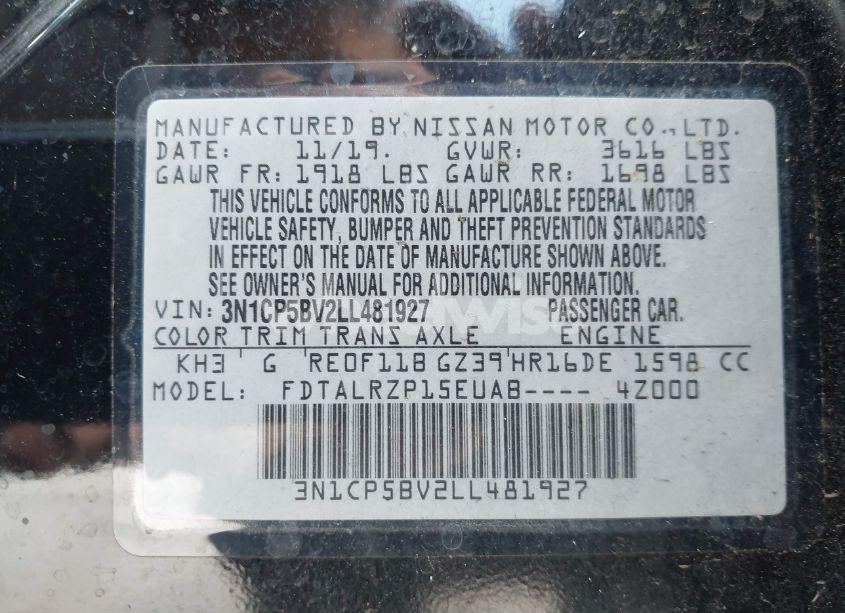 MANUFACTURED BY NISSAN MOTOR CO., LTD.
DATE: 11/19. GVWR: 3616 LBS
GAWR FR: 1918 LBS GAWR RR: 1698 LBS
THIS VEHICLE CONFORMS TO ALL APPLICABLE FEDERAL MOTOR
VEHICLE SAFETY, BUMPER AND THEFT PREVENTION STANDARDS
IN EFFECT ON THE DATE OF MANUFACTURE SHOWN ABOVE.
SEE OWNER'S MANUAL FOR ADDITIONAL INFORMATION.
VIN: 3N1CP5BV2LL481927 PASSENGER CAR.
COLOR TRIM TRANS AXLE ENGINE
KH3 G RE0F11B GZ39 HR16DE 1598 CC
MODEL: FDTALRZP15EUAB---- 4Z000
3N1CP5BV2LL481927